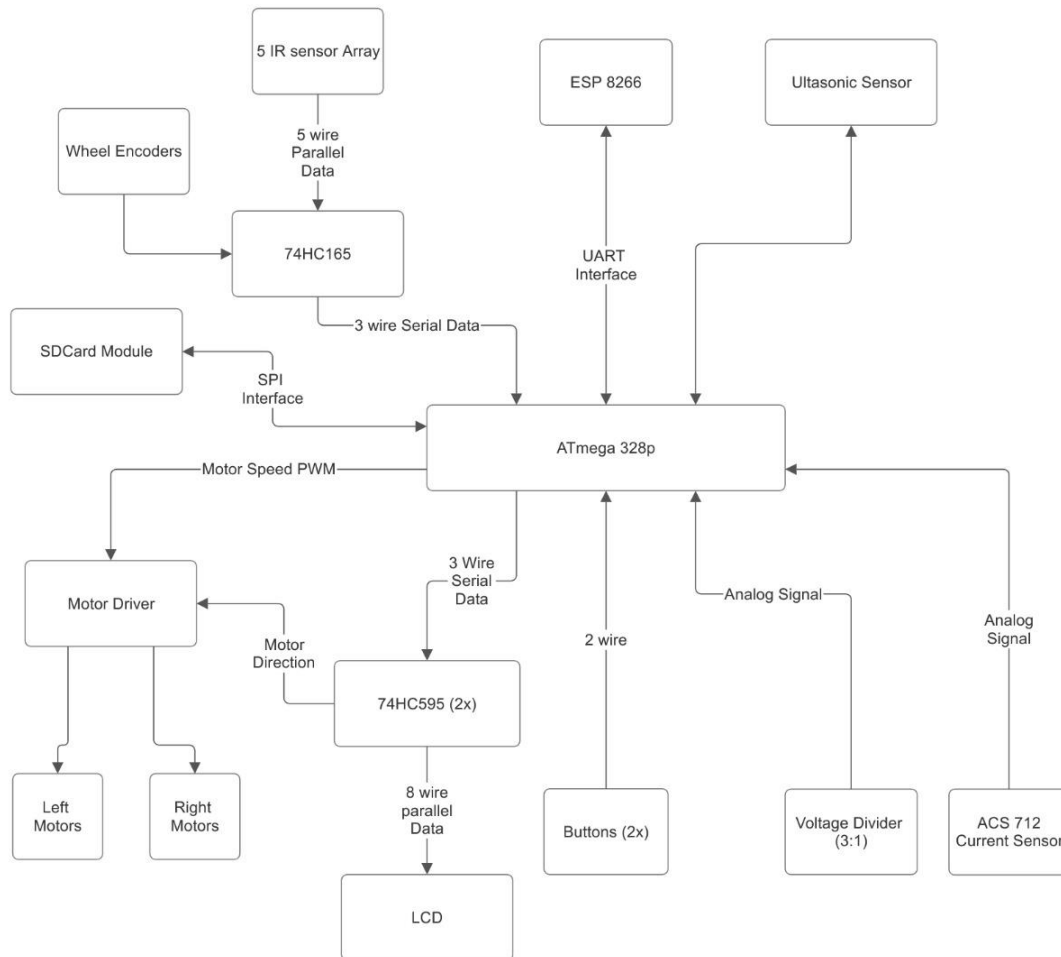 5 IR sensor Array
ESP 8266
Ultasonic Sensor
5 wire
Parallel
Data
Wheel Encoders
74HC165
UART
Interface
3 wire Serial Data
SDCard Module
SPI
Interface
ATmega 328p
Motor Speed PWM
3 Wire
Serial
Data
Motor Driver
Analog Signal
Analog
Signal
2 wire
Motor
Direction
74HC595 (2x)
Left
Motors
Right
Motors
8 wire
parallel
Data
Buttons (2x)
Voltage Divider
(3:1)
ACS 712
Current Sensor
LCD